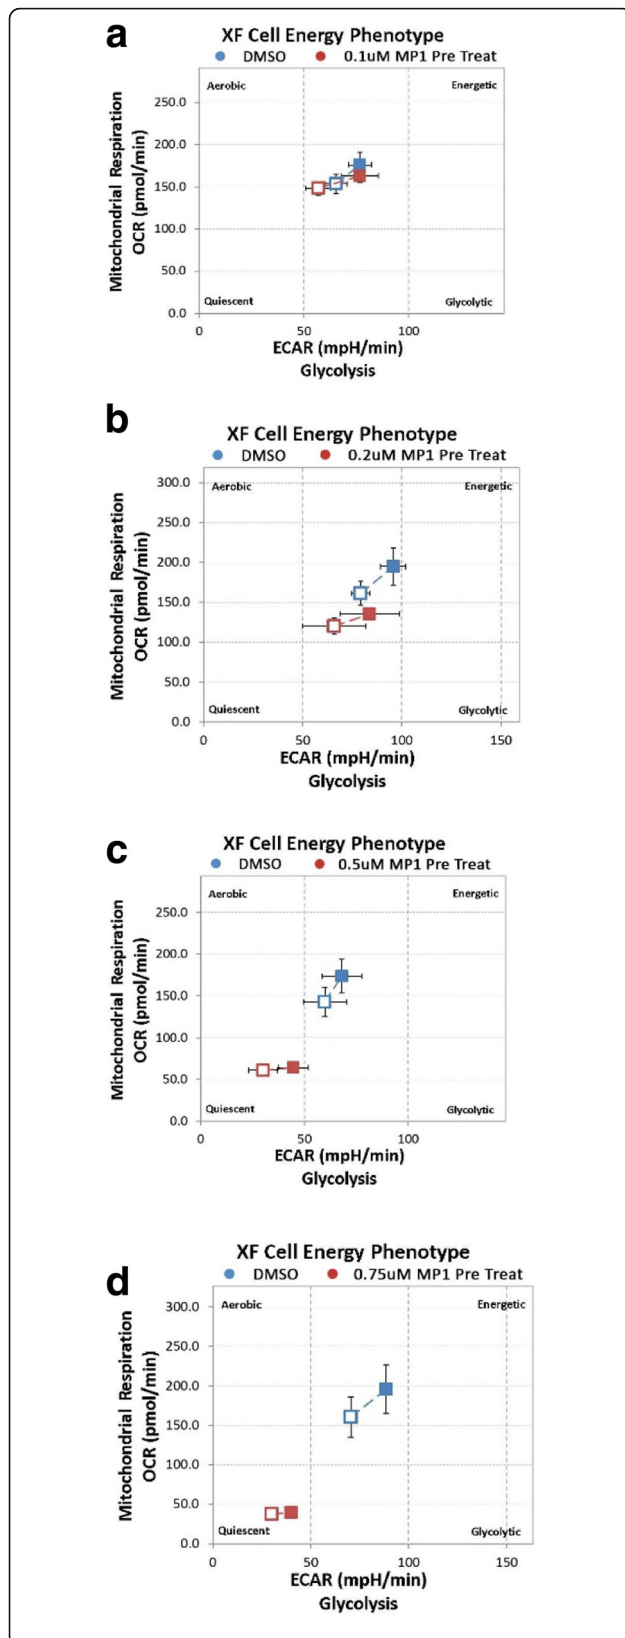 a
XF Cell Energy Phenotype
DMSO 0.1uM MP1 Pre Treat
Aerobic Energetic
250.0
200.0
150.0
100.0
50.0
0.0
Mitochondrial Respiration
OCR (pmol/min)
Quiescent Glycolytic
0 50 100
ECAR (mpH/min)
Glycolysis
b
XF Cell Energy Phenotype
DMSO 0.2uM MP1 Pre Treat
300.0
Aerobic Energetic
250.0
200.0
150.0
100.0
50.0
0.0
Mitochondrial Respiration
OCR (pmol/min)
Quiescent Glycolytic
0 50 100 150
ECAR (mpH/min)
Glycolysis
c
XF Cell Energy Phenotype
DMSO 0.5uM MP1 Pre Treat
Aerobic Energetic
250.0
200.0
150.0
100.0
50.0
0.0
Mitochondrial Respiration
OCR (pmol/min)
Quiescent Glycolytic
0 50 100
ECAR (mpH/min)
Glycolysis
d
XF Cell Energy Phenotype
DMSO 0.75uM MP1 Pre Treat
300.0
Aerobic Energetic
250.0
200.0
150.0
100.0
50.0
0.0
Mitochondrial Respiration
OCR (pmol/min)
Quiescent Glycolytic
0 50 100 150
ECAR (mpH/min)
Glycolysis